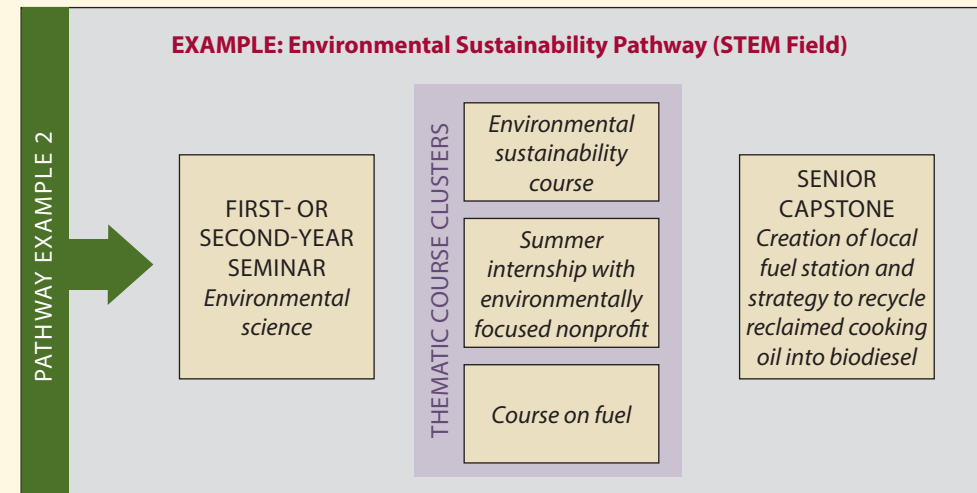 EXAMPLE: Environmental Sustainability Pathway (STEM Field)
PATHWAY EXAMPLE 2
FIRST- OR
SECOND-YEAR
SEMINAR
Environmental
science
THEMATIC COURSE CLUSTERS
Environmental
sustainability
course
Summer
internship with
environmentally
focused nonprofit
Course on fuel
SENIOR
CAPSTONE
Creation of local
fuel station and
strategy to recycle
reclaimed cooking
oil into biodiesel